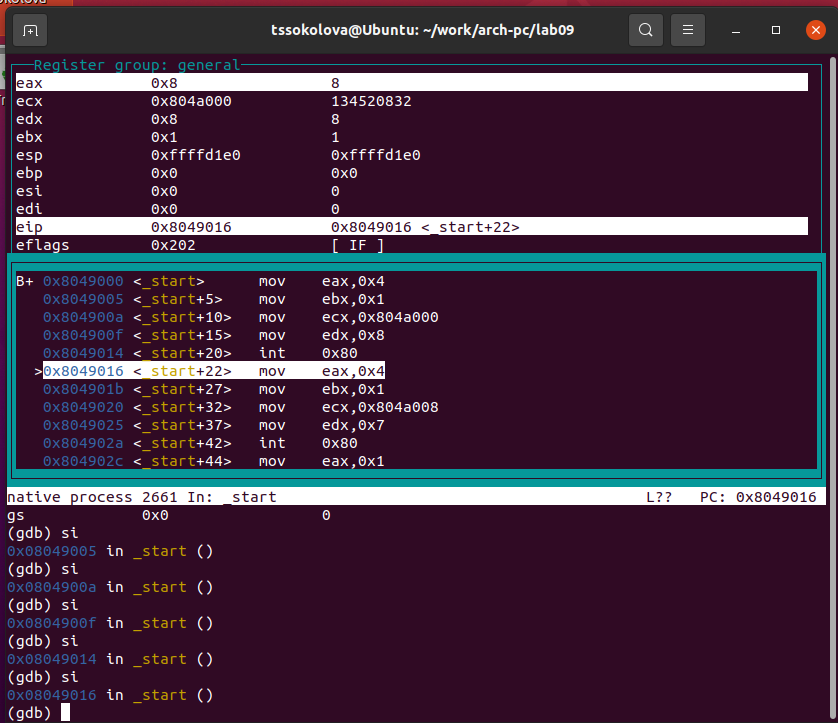 tssokolova@Ubuntu: ~/work/arch-pc/lab09
Register group: general
eax 0x8 8
ecx 0x804a000 134520832
edx 0x8 8
ebx 0x1 1
esp 0xffffd1e0 0xffffd1e0
ebp 0x0 0x0
esi 0x0 0
edi 0x0 0
eip 0x8049016 0x8049016 <_start+22>
eflags 0x202 [ IF ]
B+ 0x8049000 <_start> mov eax,0x4
0x8049005 <_start+5> mov ebx,0x1
0x804900a <_start+10> mov ecx,0x804a000
0x804900f <_start+15> mov edx,0x8
0x8049014 <_start+20> int 0x80
>0x8049016 <_start+22> mov eax,0x4
0x804901b <_start+27> mov ebx,0x1
0x8049020 <_start+32> mov ecx,0x804a008
0x8049025 <_start+37> mov edx,0x7
0x804902a <_start+42> int 0x80
0x804902c <_start+44> mov eax,0x1
native process 2661 In: _start L?? PC: 0x8049016
gs 0x0 0
(gdb) si
0x08049005 in _start ()
(gdb) si
0x0804900a in _start ()
(gdb) si
0x0804900f in _start ()
(gdb) si
0x08049014 in _start ()
(gdb) si
0x08049016 in _start ()
(gdb)